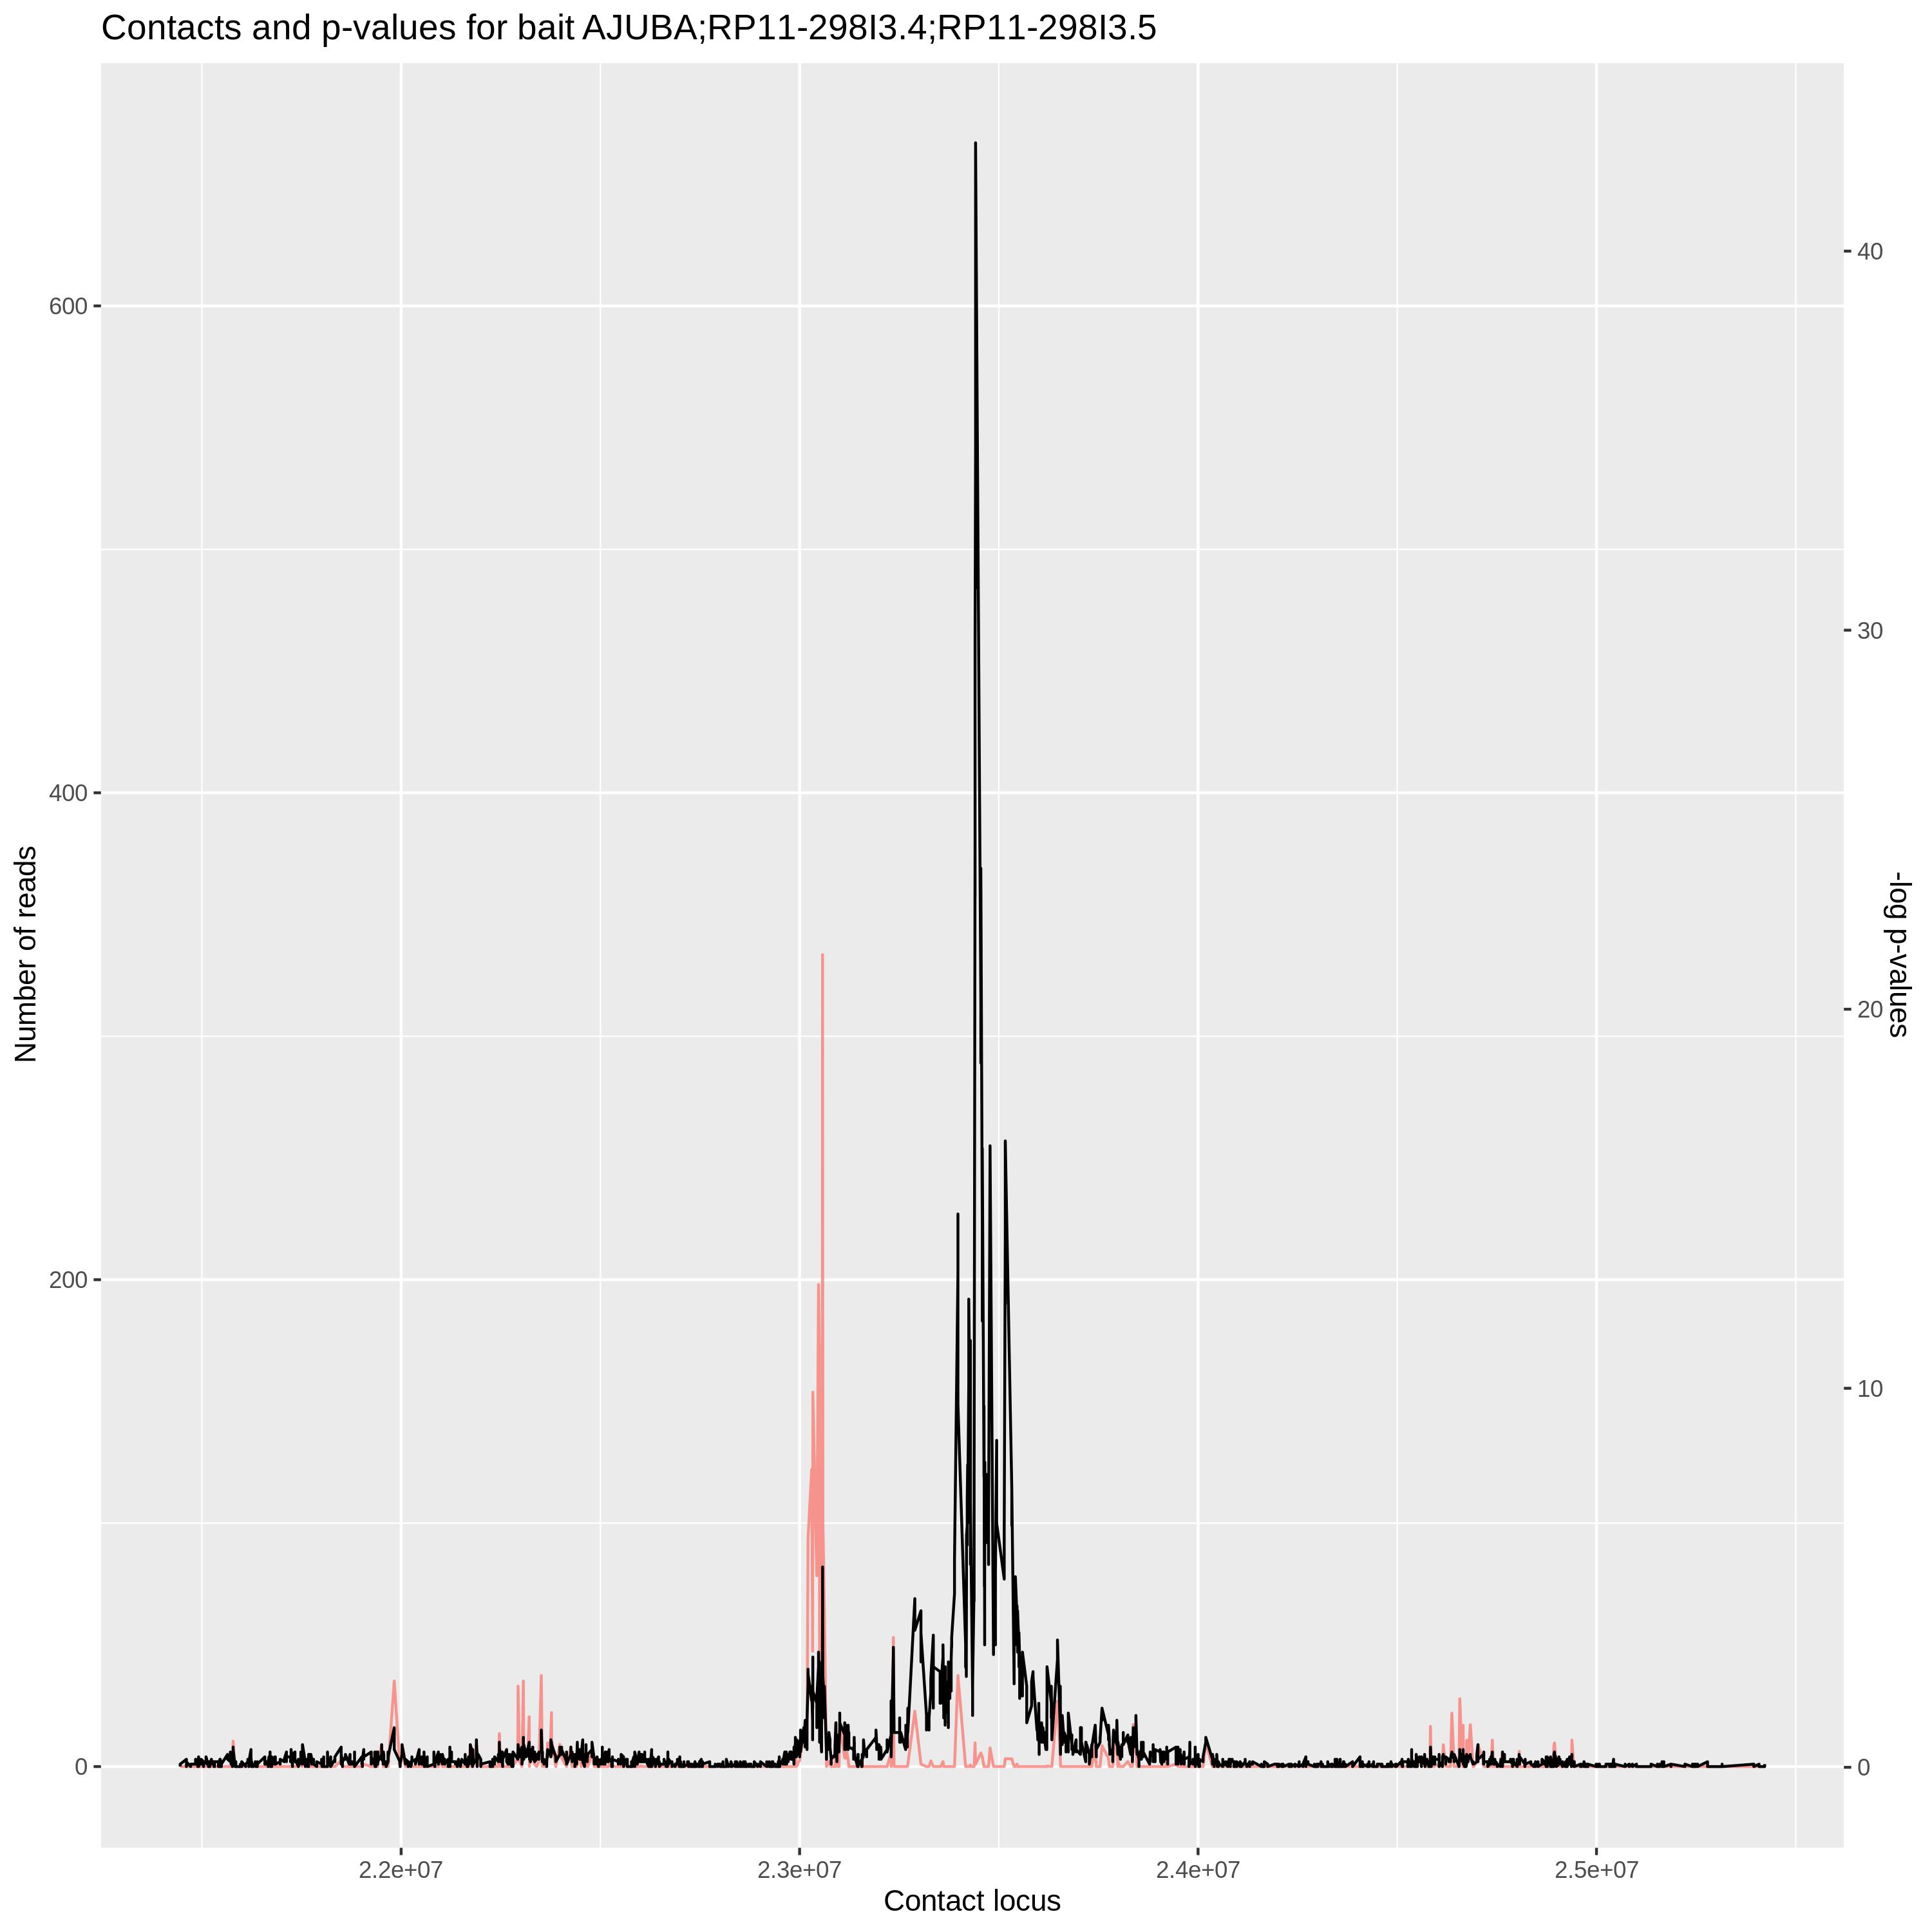 Contacts and p-values for bait AJUBA;RP11-298I3.4;RP11-298I3.5
600
400
200
0
Number of reads
40
30
20
10
0
-log p-values
2.2e+07
2.3e+07
2.4e+07
2.5e+07
Contact locus